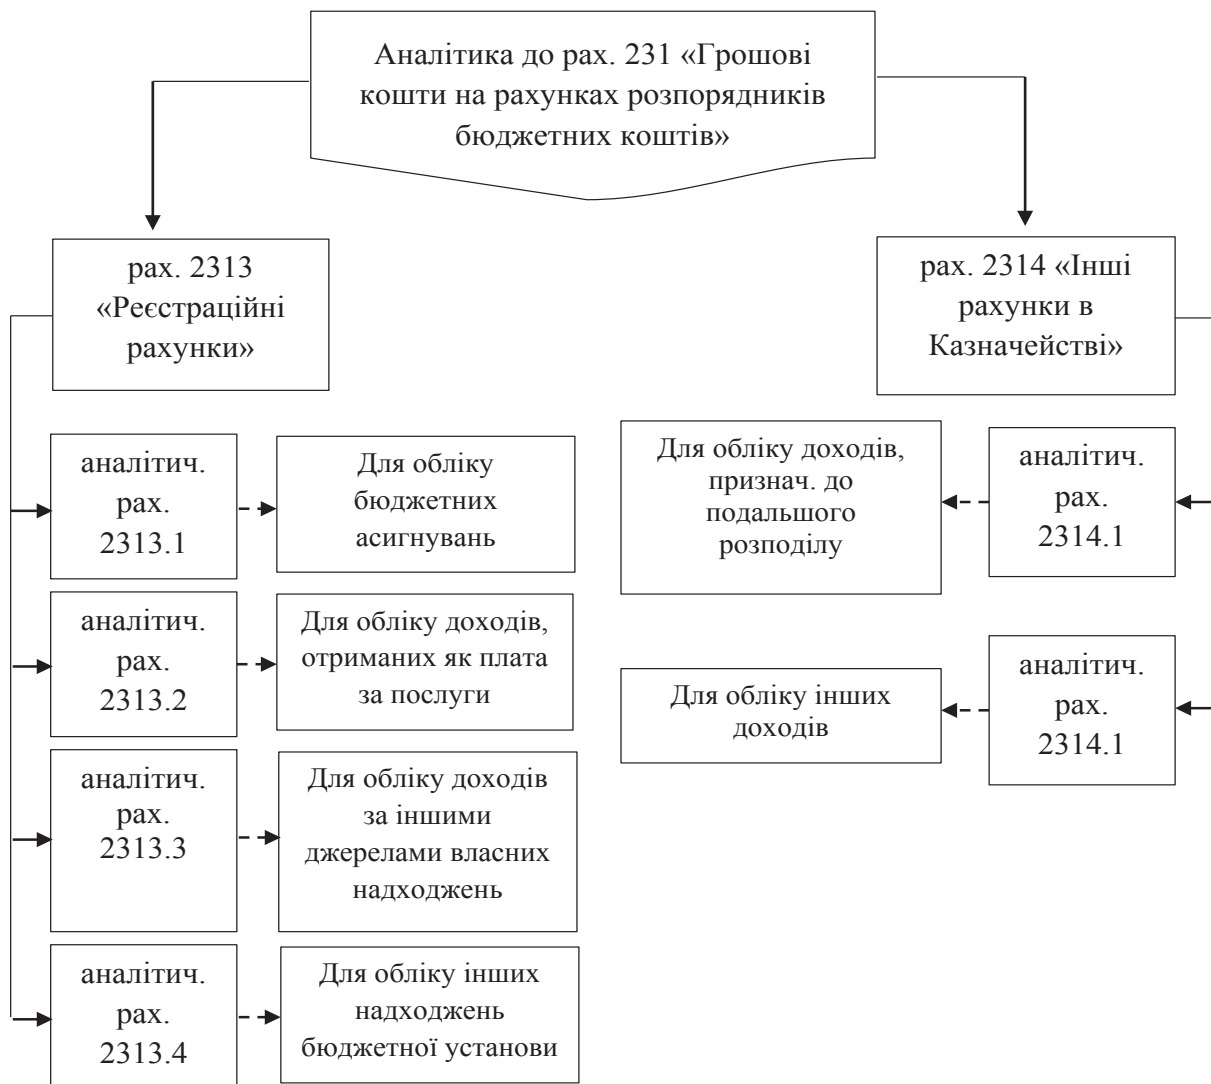 Аналітика до рах. 231 «Грошові
кошти на рахунках розпорядників
бюджетних коштів»
рах. 2313
«Реєстраційні
рахунки»
рах. 2314 «Інші
рахунки в
Казначействі»
аналітич.
рах.
2313.1
Для обліку
бюджетних
асигнувань
Для обліку доходів,
признач. до
подальшого
розподілу
аналітич.
рах.
2314.1
аналітич.
рах.
2313.2
Для обліку доходів,
отриманих як плата
за послуги
Для обліку інших
доходів
аналітич.
рах.
2314.1
аналітич.
рах.
2313.3
Для обліку доходів
за іншими
джерелами власних
надходжень
аналітич.
рах.
2313.4
Для обліку інших
надходжень
бюджетної установи